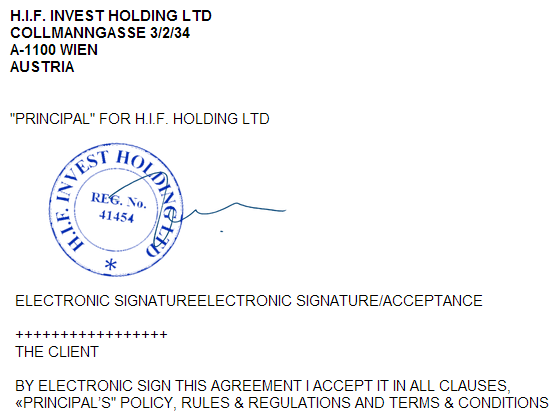 H.I.F. INVEST HOLDING LTD
COLLMANNGASSE 3/2/34
A-1100 WIEN
AUSTRIA
"PRINCIPAL" FOR H.I.F. HOLDING LTD
H.I.F. INVEST HOLDING LTD
REG. No.
41454
*
ELECTRONIC SIGNATUREELECTRONIC SIGNATURE/ACCEPTANCE
+++++++++++++++++
THE CLIENT
BY ELECTRONIC SIGN THIS AGREEMENT I ACCEPT IT IN ALL CLAUSES,
«PRINCIPAL'S" POLICY, RULES & REGULATIONS AND TERMS & CONDITIONS